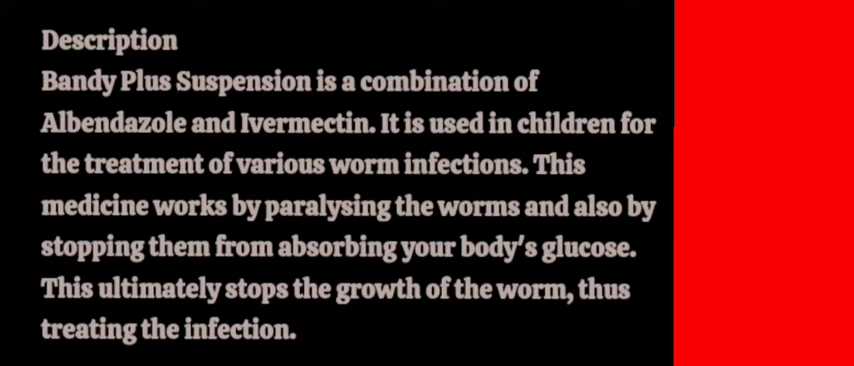 Description
Bandy Plus Suspension is a combination of
Albendazole and Ivermectin. It is used in children for
the treatment of various worm infections. This
medicine works by paralysing the worms and also by
stopping them from absorbing your body's glucose.
This ultimately stops the growth of the worm, thus
treating the infection.